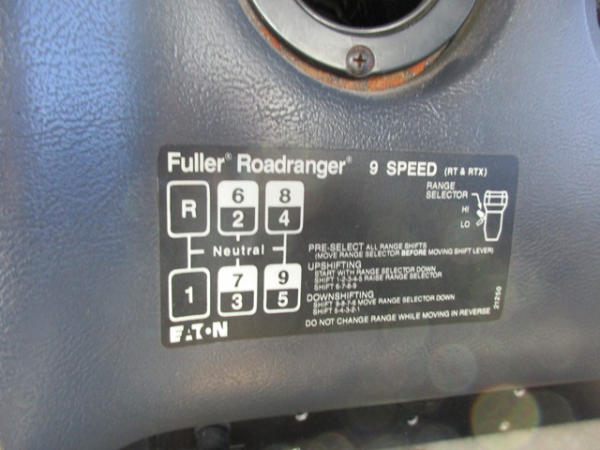 Fuller® Roadranger® 9 SPEED (RT & RTX)
RANGE
SELECTOR
HI
LO
R 6 8
2 4
Neutral
7 9
1 3 5
PRE-SELECT ALL RANGE SHIFTS
(MOVE RANGE SELECTOR BEFORE MOVING SHIFT LEVER)
UPSHIFTING
START WITH RANGE SELECTOR DOWN
SHIFT 1-2-3-4-5 RAISE RANGE SELECTOR
SHIFT 6-7-8-9
DOWNSHIFTING
SHIFT 9-8-7-6 MOVE RANGE SELECTOR DOWN
SHIFT 5-4-3-2-1
DO NOT CHANGE RANGE WHILE MOVING IN REVERSE
EATON
21250